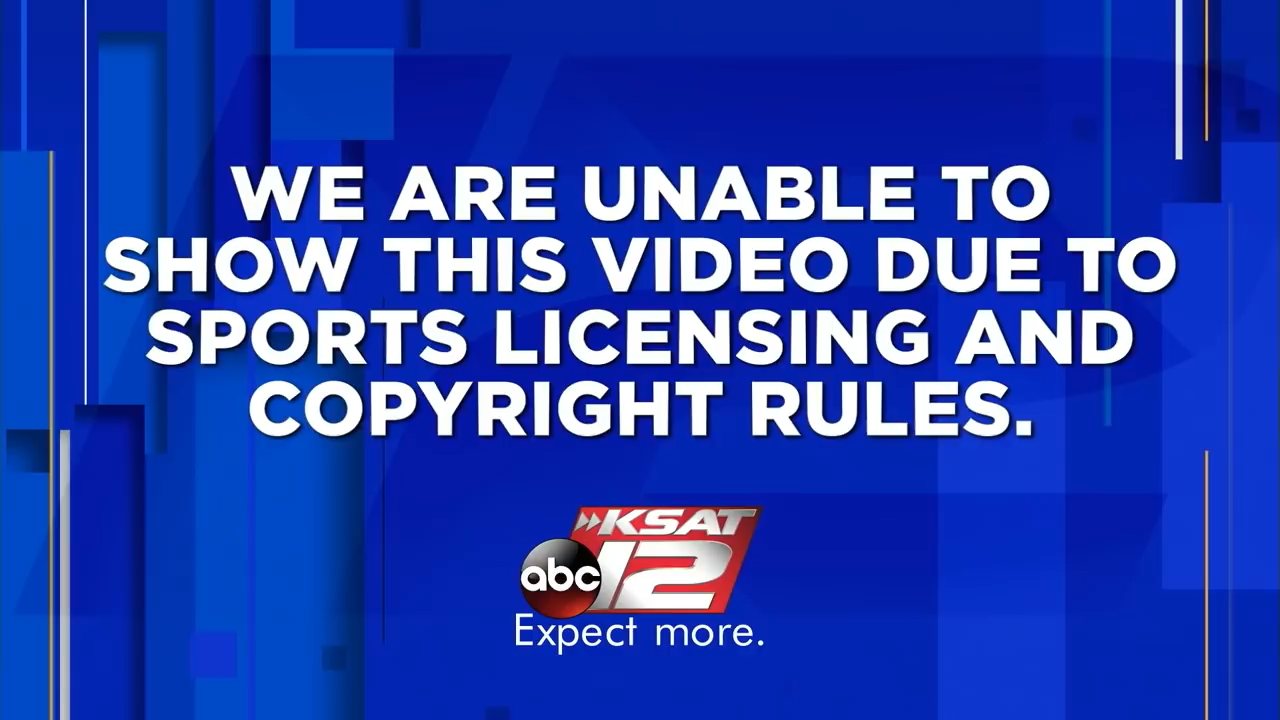 WE ARE UNABLE TO
SHOW THIS VIDEO DUE TO
SPORTS LICENSING AND
COPYRIGHT RULES.
KSAT
abc 12
Expect more.